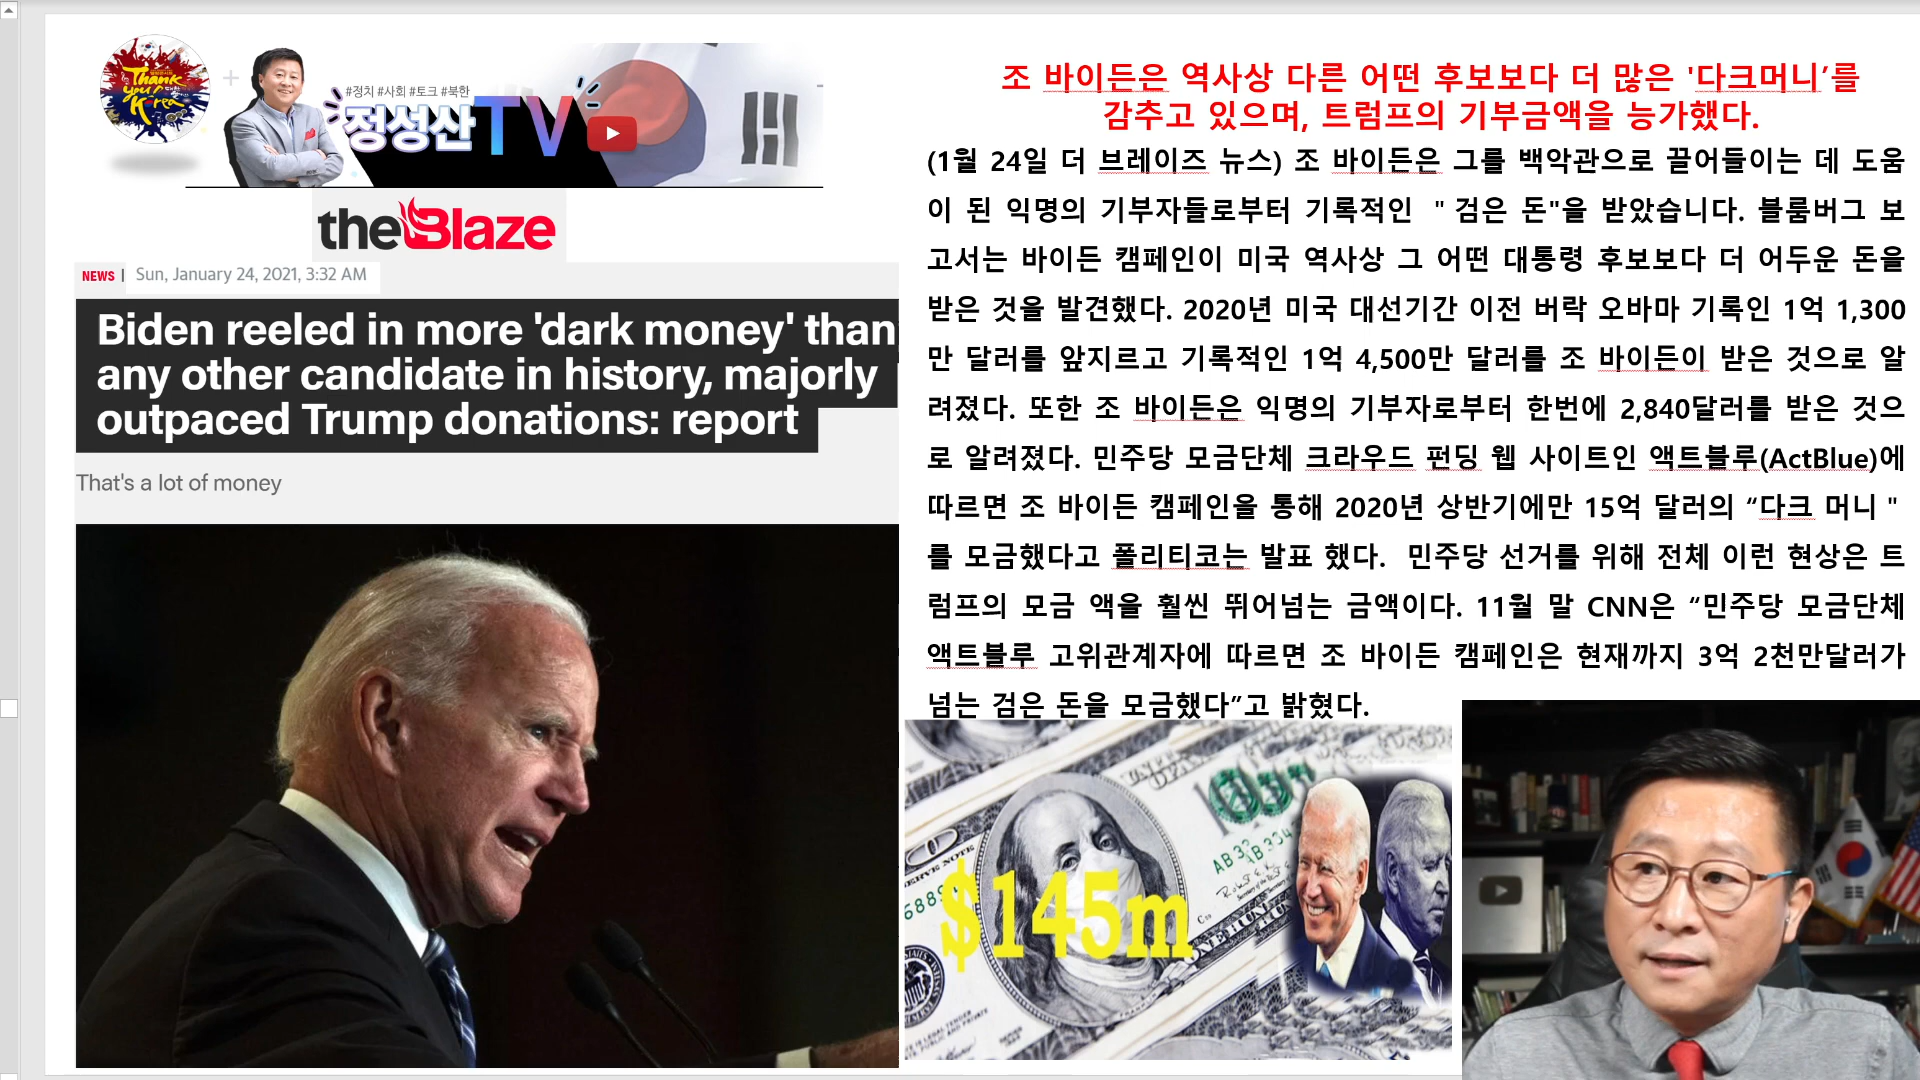 Thank
you!
Korea
#정치 #사회 #토크 #북한
정성산TV
theBlaze
NEWS | Sun, January 24, 2021, 3:32 AM
Biden reeled in more 'dark money' than
any other candidate in history, majorly
outpaced Trump donations: report
That's a lot of money
조 바이든은 역사상 다른 어떤 후보보다 더 많은 '다크머니'를
감추고 있으며, 트럼프의 기부금액을 능가했다.
(1월 24일 더 브레이즈 뉴스) 조 바이든은 그를 백악관으로 끌어들이는 데 도움
이 된 익명의 기부자들로부터 기록적인 " 검은 돈"을 받았습니다. 블룸버그 보
고서는 바이든 캠페인이 미국 역사상 그 어떤 대통령 후보보다 더 어두운 돈을
받은 것을 발견했다. 2020년 미국 대선기간 이전 버락 오바마 기록인 1억 1,300
만 달러를 앞지르고 기록적인 1억 4,500만 달러를 조 바이든이 받은 것으로 알
려졌다. 또한 조 바이든은 익명의 기부자로부터 한번에 2,840달러를 받은 것으
로 알려졌다. 민주당 모금단체 크라우드 펀딩 웹 사이트인 액트블루(ActBlue)에
따르면 조 바이든 캠페인을 통해 2020년 상반기에만 15억 달러의 “다크 머니 "
를 모금했다고 폴리티코는 발표 했다. 민주당 선거를 위해 전체 이런 현상은 트
럼프의 모금 액을 훨씬 뛰어넘는 금액이다. 11월 말 CNN은 “민주당 모금단체
액트블루 고위관계자에 따르면 조 바이든 캠페인은 현재까지 3억 2천만달러가
넘는 검은 돈을 모금했다”고 밝혔다.
$145m